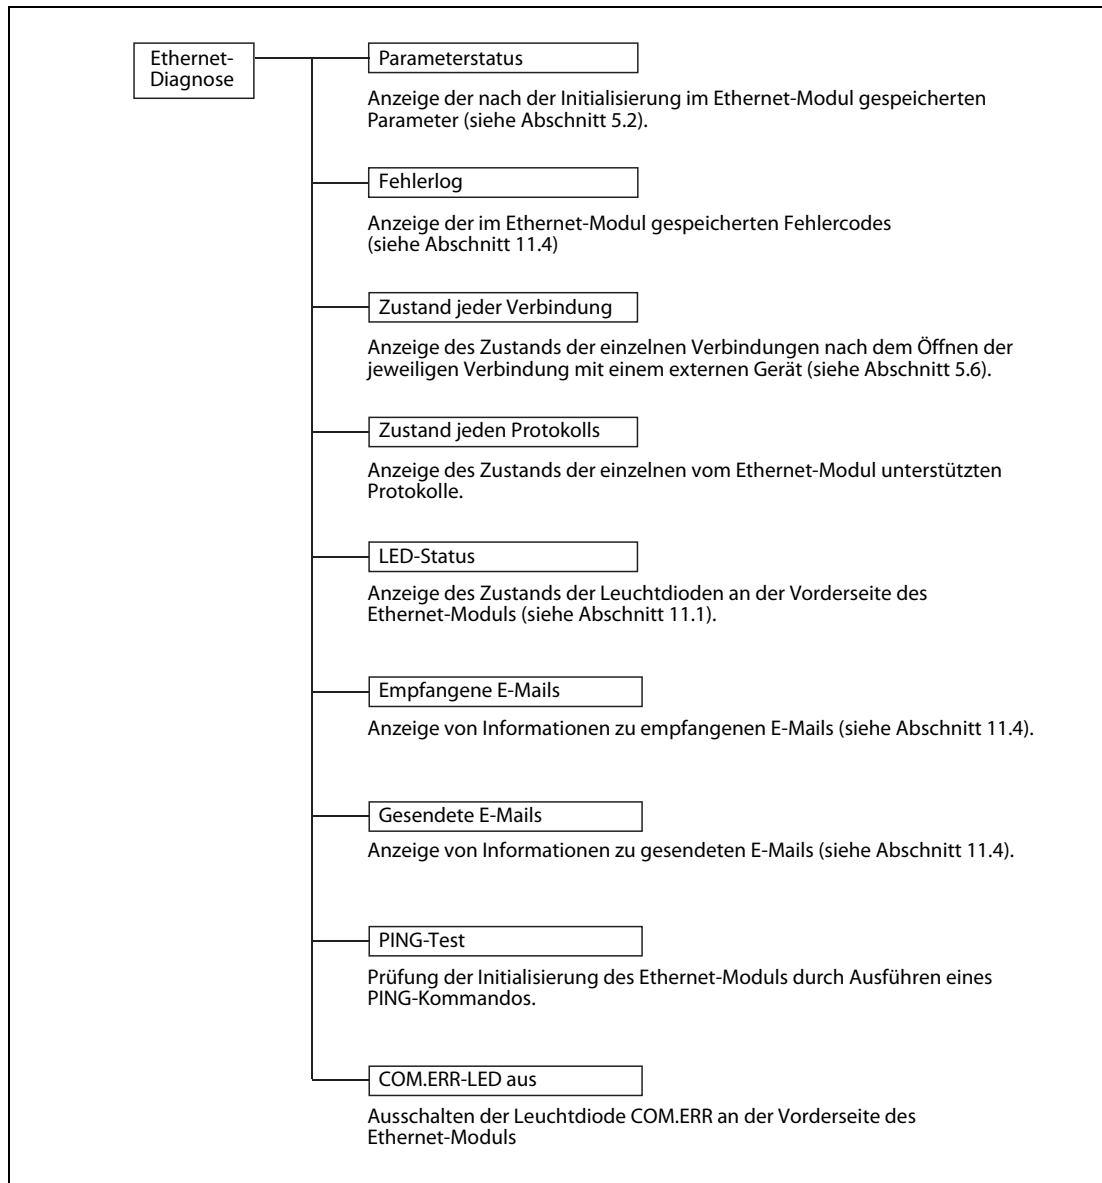 Ethernet-
Diagnose
Parameterstatus
Anzeige der nach der Initialisierung im Ethernet-Modul gespeicherten
Parameter (siehe Abschnitt 5.2).
Fehlerlog
Anzeige der im Ethernet-Modul gespeicherten Fehlercodes
(siehe Abschnitt 11.4)
Zustand jeder Verbindung
Anzeige des Zustands der einzelnen Verbindungen nach dem Öffnen der
jeweiligen Verbindung mit einem externen Gerät (siehe Abschnitt 5.6).
Zustand jeden Protokolls
Anzeige des Zustands der einzelnen vom Ethernet-Modul unterstützten
Protokolle.
LED-Status
Anzeige des Zustands der Leuchtdioden an der Vorderseite des
Ethernet-Moduls (siehe Abschnitt 11.1).
Empfangene E-Mails
Anzeige von Informationen zu empfangenen E-Mails (siehe Abschnitt 11.4).
Gesendete E-Mails
Anzeige von Informationen zu gesendeten E-Mails (siehe Abschnitt 11.4).
PING-Test
Prüfung der Initialisierung des Ethernet-Moduls durch Ausführen eines
PING-Kommandos.
COM.ERR-LED aus
Ausschalten der Leuchtdiode COM.ERR an der Vorderseite des
Ethernet-Moduls